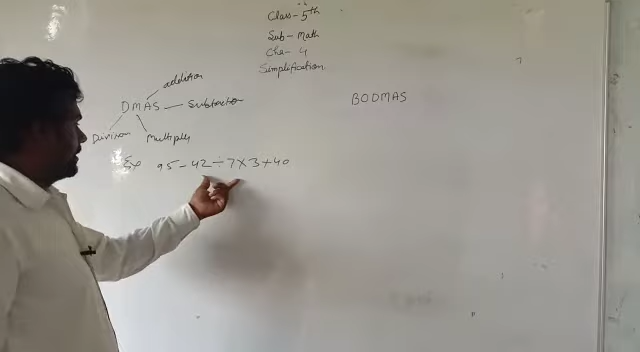 Class- 5th
Sub- Math
Cha- 4
Simplification.
addition
DMAS
Subtraction
BODMAS
Division
Multiply
Ex 95-42÷7×3+40